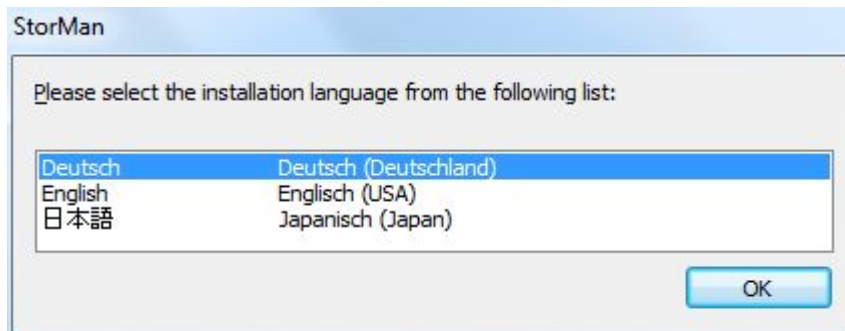 StorMan
Please select the installation language from the following list:
Deutsch Deutsch (Deutschland)
English Englisch (USA)
日本語 Japanisch (Japan)
OK